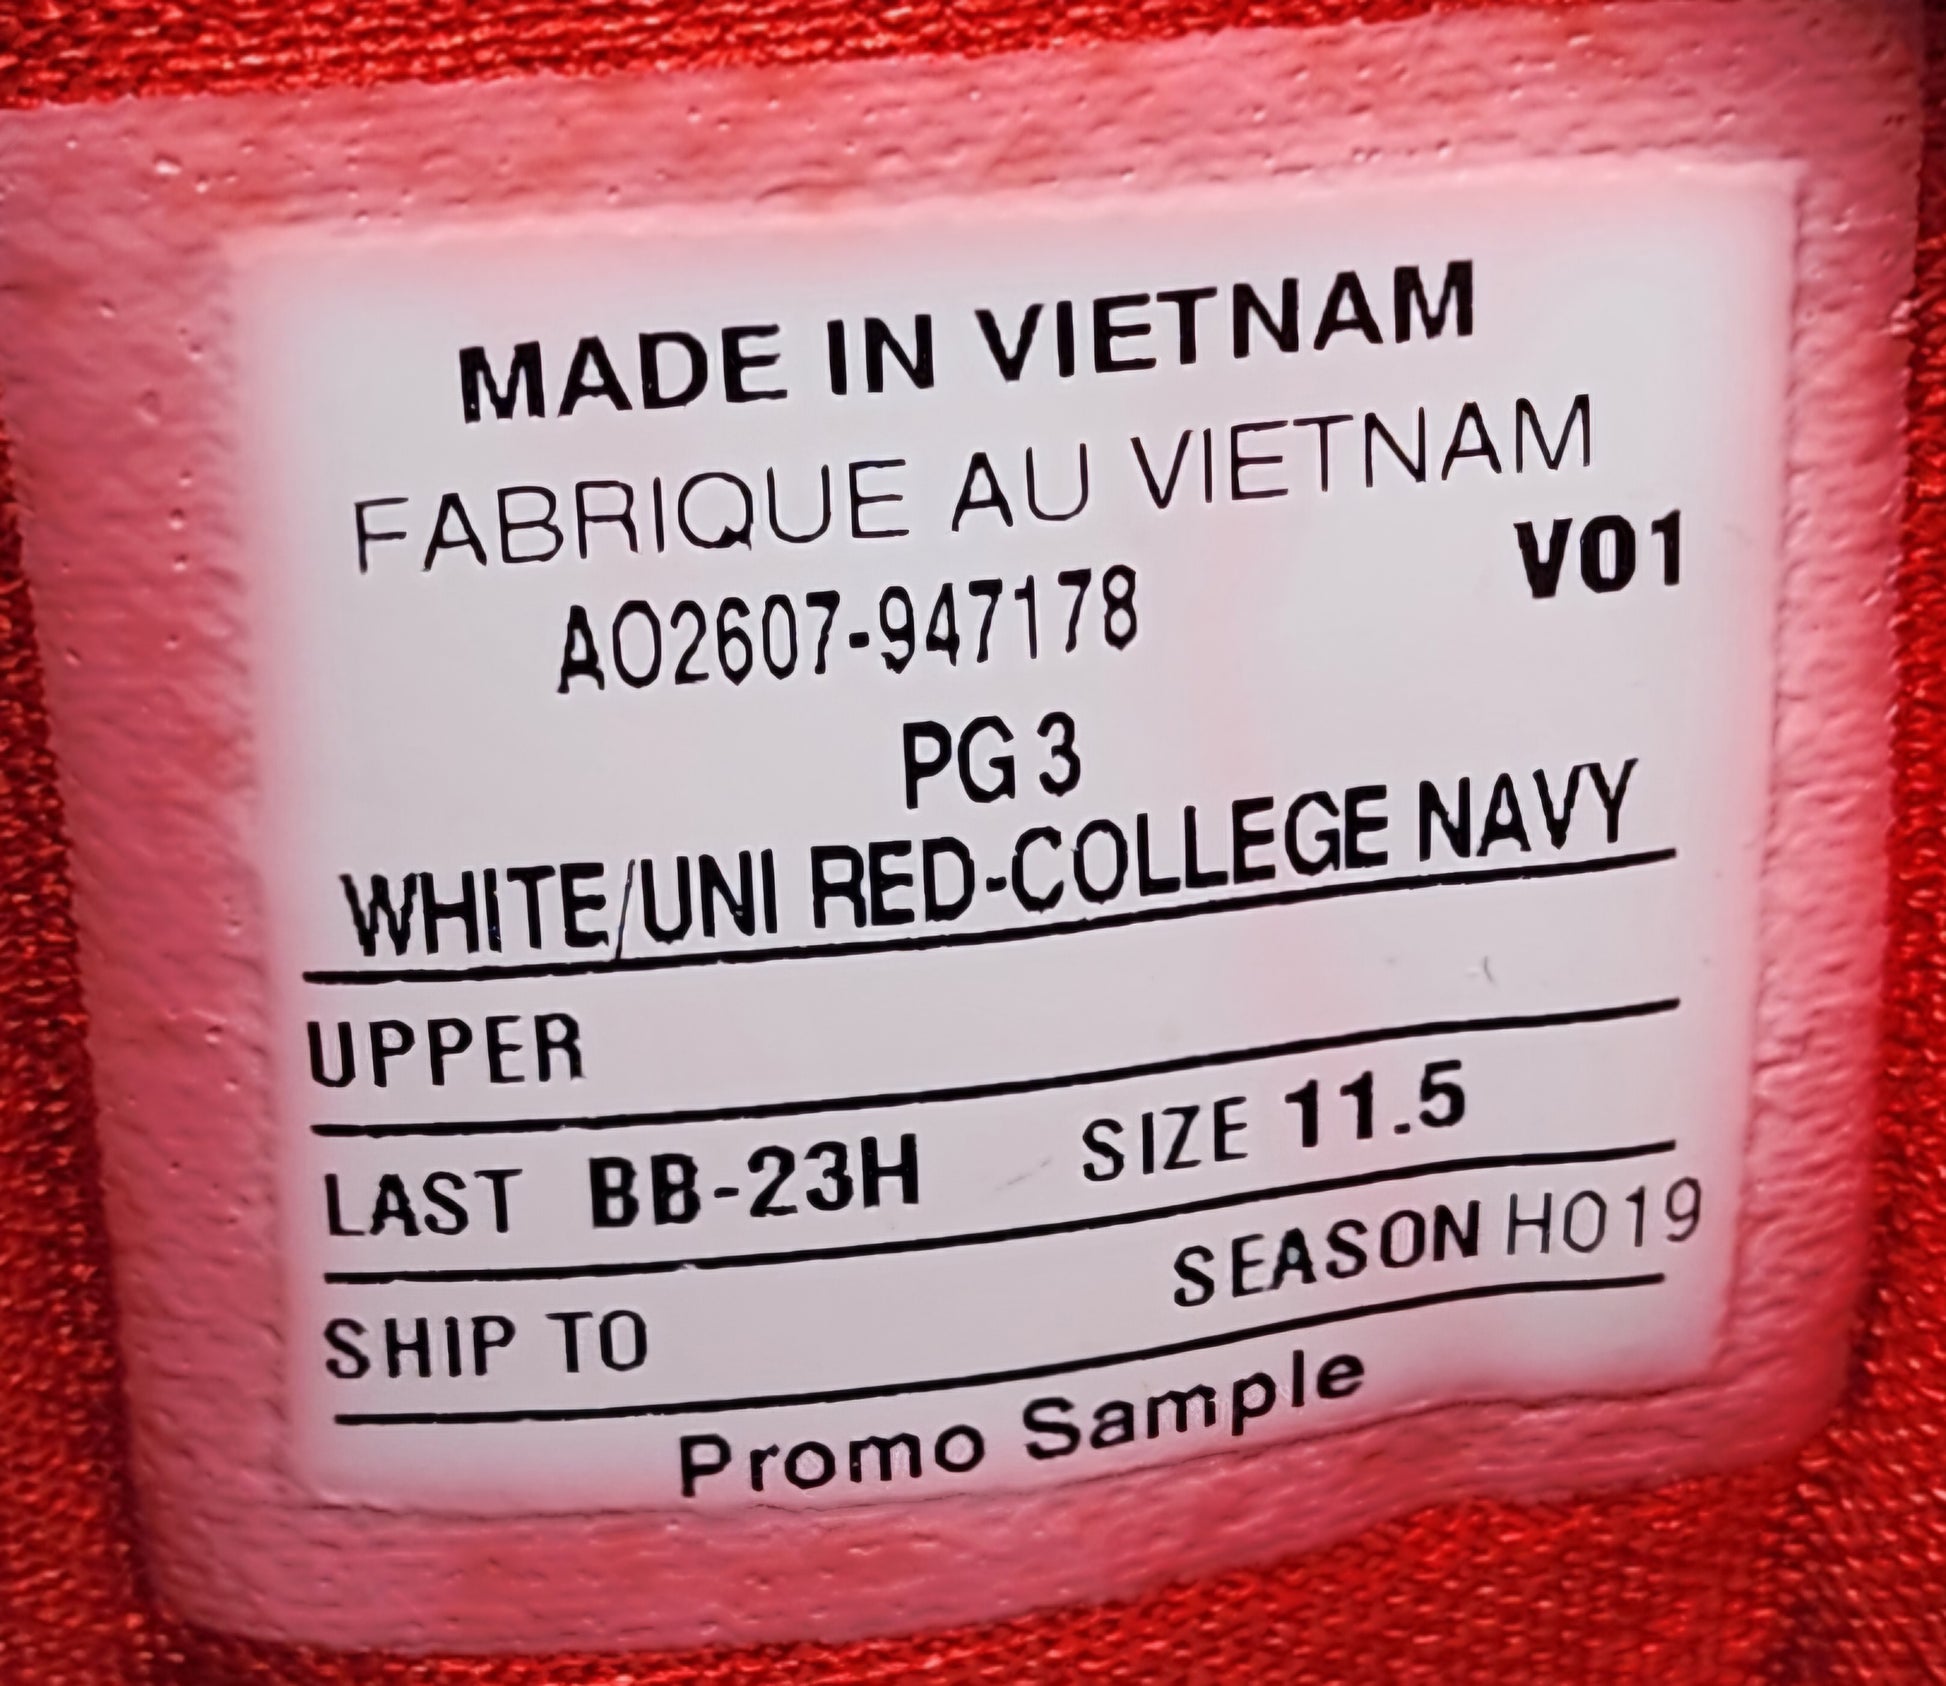 MADE IN VIETNAM
FABRIQUE AU VIETNAM
V01
AO2607-947178
PG 3
WHITE/UNI RED-COLLEGE NAVY
UPPER
LAST BB-23H SIZE 11.5
SHIP TO SEASON HO19
Promo Sample